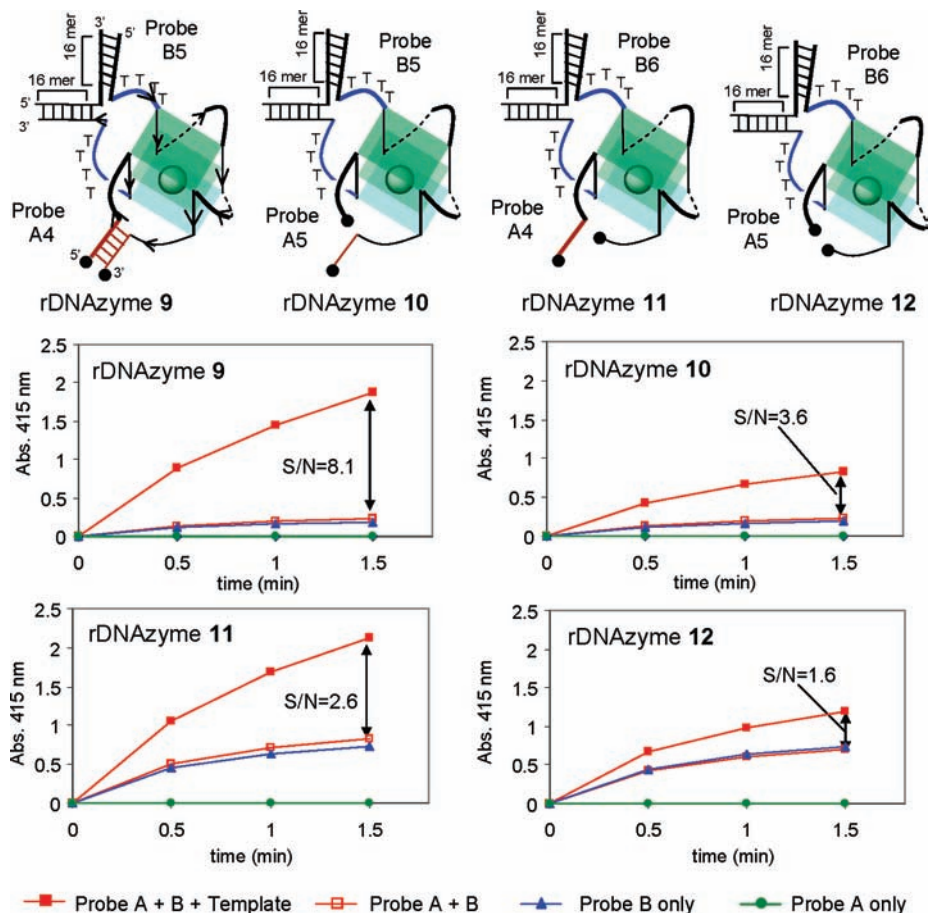 3'
5'
16 mer
Probe
B5
16 mer
5'
3'
T T T T
T T T T
Probe
A4
5'
3'
rDNAzyme 9
16 mer
Probe
B5
16 mer
T T T T
T T T T
Probe
A5
rDNAzyme 10
16 mer
Probe
B6
16 mer
T T T T
T T T T
Probe
A4
rDNAzyme 11
16 mer
Probe
B6
16 mer
T T T T
T T T T
Probe
A5
rDNAzyme 12
rDNAzyme 9
Abs. 415 nm
2.5
2
1.5
1
0.5
0
S/N=8.1
0 0.5 1 1.5
time (min)
rDNAzyme 10
Abs. 415 nm
2.5
2
1.5
1
0.5
0
S/N=3.6
0 0.5 1 1.5
time (min)
rDNAzyme 11
Abs. 415 nm
2.5
2
1.5
1
0.5
0
S/N=2.6
0 0.5 1 1.5
time (min)
rDNAzyme 12
Abs. 415 nm
2.5
2
1.5
1
0.5
0
S/N=1.6
0 0.5 1 1.5
time (min)
Probe A + B + Template Probe A + B Probe B only Probe A only